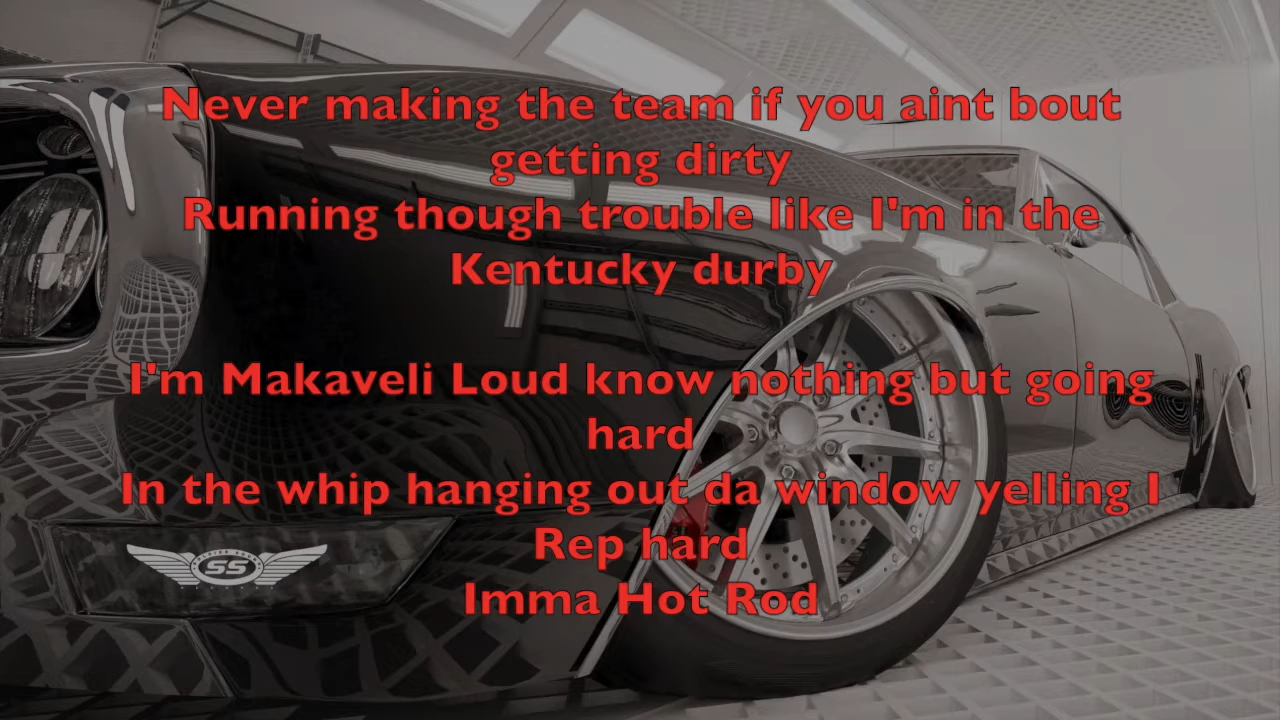 Never making the team if you aint bout
getting dirty
Running though trouble like I'm in the
Kentucky durby
I'm Makaveli Loud know nothing but going
hard
In the whip hanging out da window yelling I
Rep hard
Imma Hot Rod
SS